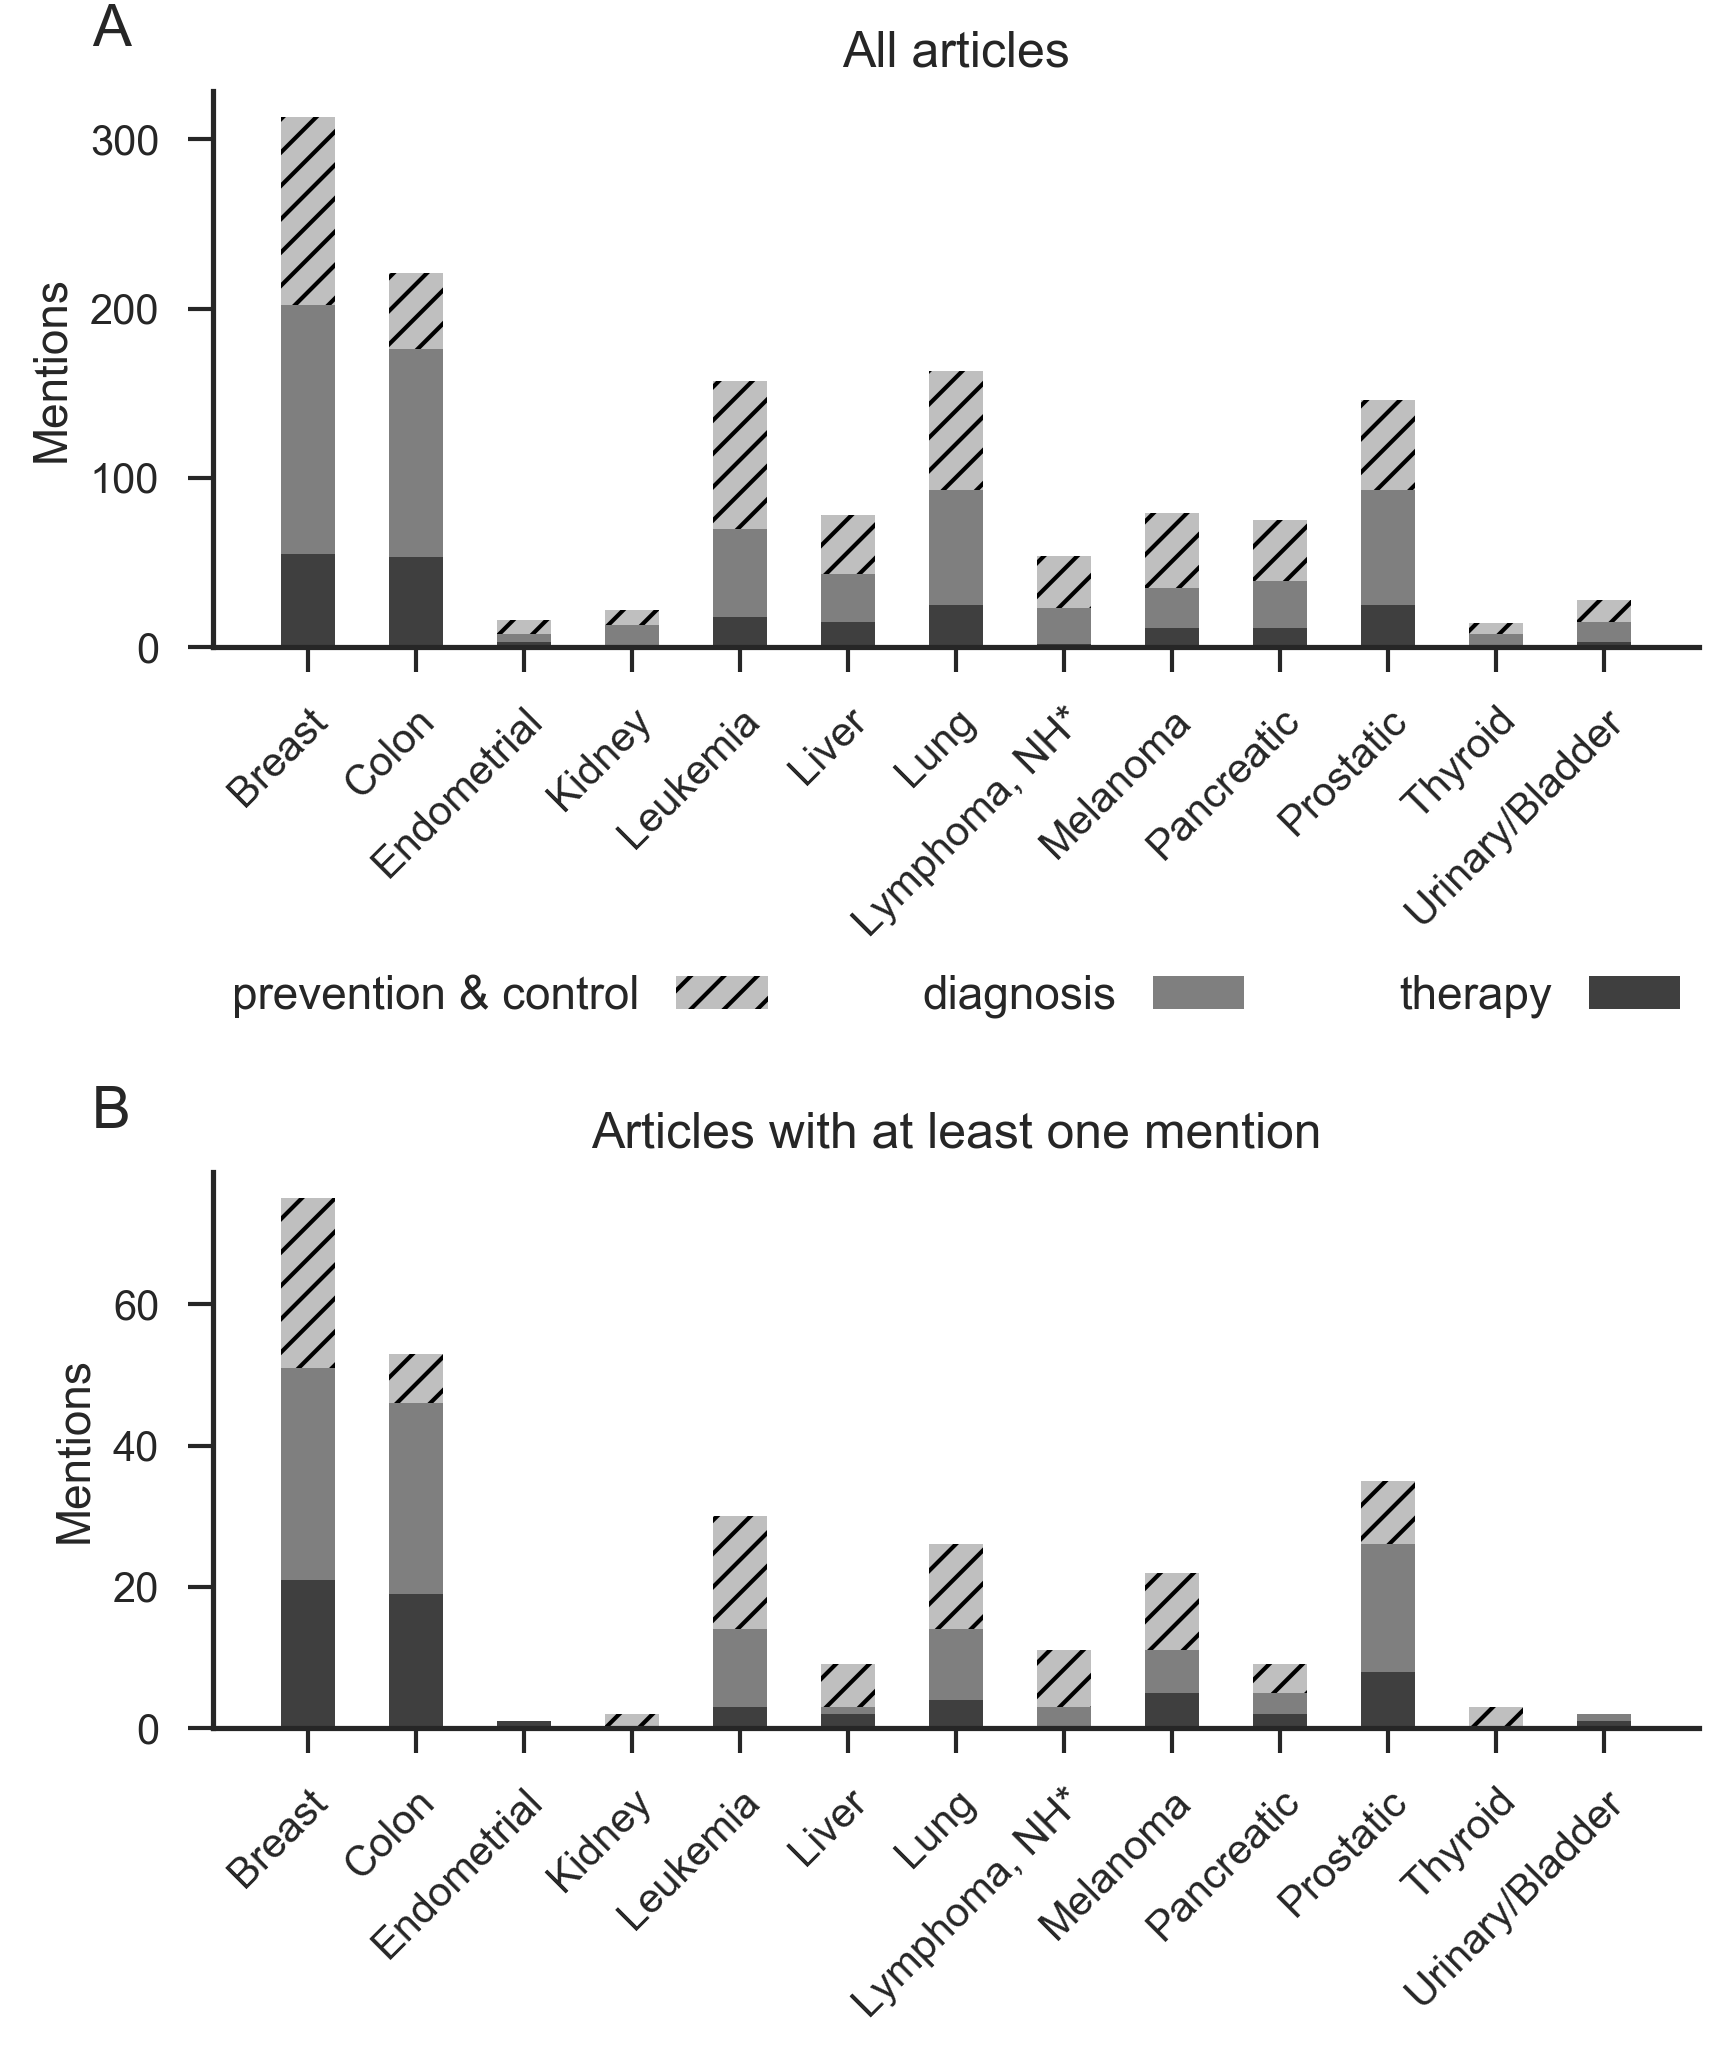 A
All articles
Mentions
300
200
100
0
Breast
Colon
Endometrial
Kidney
Leukemia
Liver
Lung
Lymphoma, NH*
Melanoma
Pancreatic
Prostatic
Thyroid
Urinary/Bladder
prevention & control
diagnosis
therapy
B
Articles with at least one mention
Mentions
60
40
20
0
Breast
Colon
Endometrial
Kidney
Leukemia
Liver
Lung
Lymphoma, NH*
Melanoma
Pancreatic
Prostatic
Thyroid
Urinary/Bladder